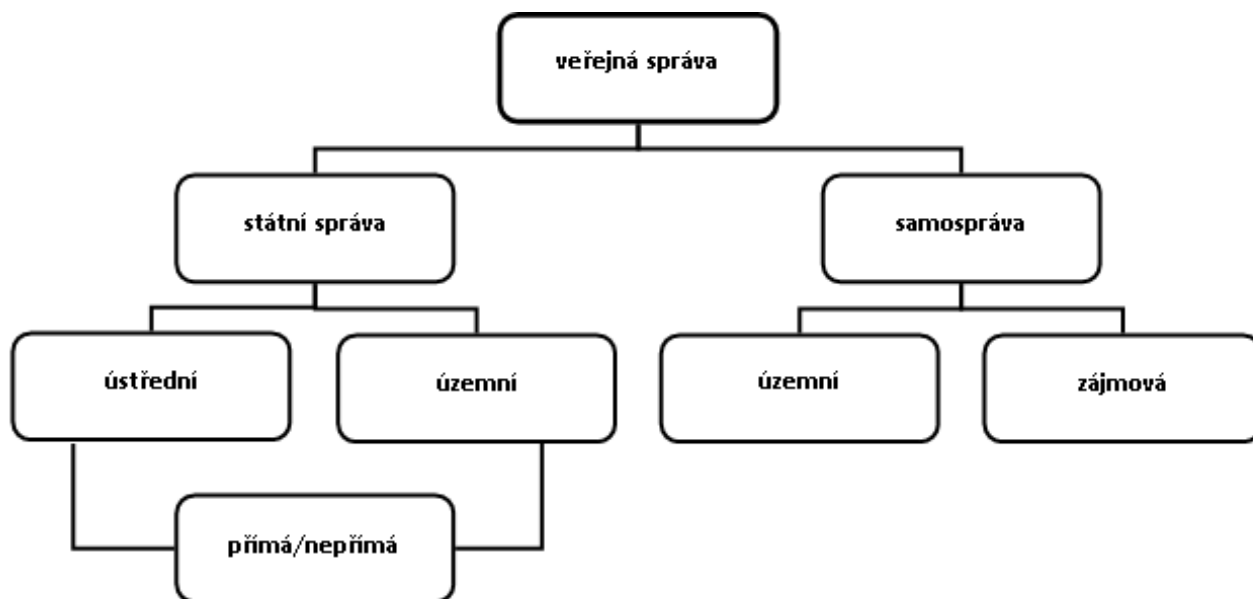 veřejná správa
státní správa
samospráva
ústřední
územní
územní
zájmová
přímá/nepřímá